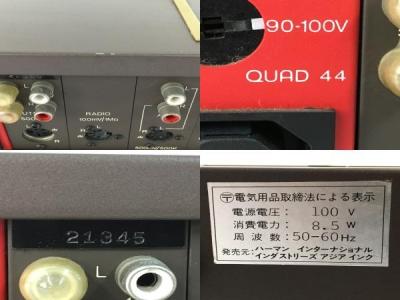 L
R
RADIO
100mV/1MΩ
90-100V
QUAD 44
21345
L
〒電気用品取締法による表示
電源電圧: 100 V
消費電力: 8.5 W
周波数: 50-60Hz
発売元: ハーマン インターナショナル
インダストリーズ アジア インク